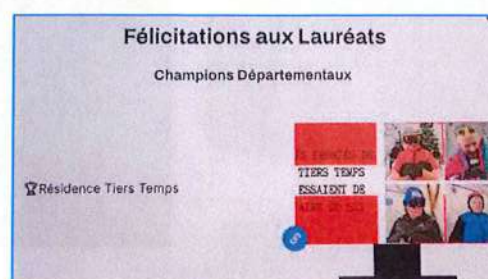 Félicitations aux Lauréats
Champions Départementaux
TIERS TEMPS
🏆Résidence Tiers Temps
ESSAIENT DE
S